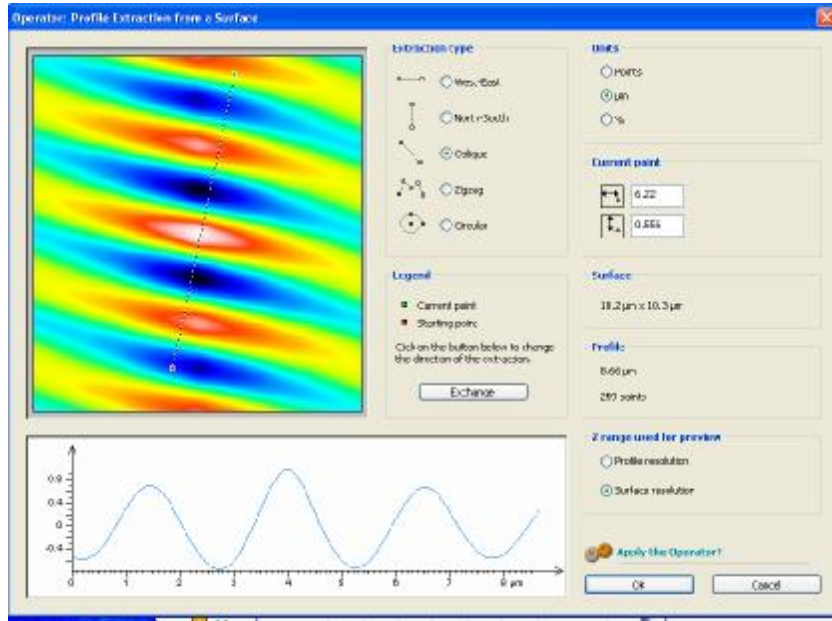 Operator: Profile Extraction from a Surface
Extraction type
West-East
North-South
Oblique
Zigzag
Circular
Units
Points
µm
%
Current point
6.22
Legend
Current point
Starting point
Click on the button below to change
the direction of the extraction.
Exchange
Surface
10.2 µm x 10.3 µm
Profile
8.66 µm
points
Z range used for preview
Profile resolution
Surface resolution
Apply the Operator?
OK
Cancel
0.8
0.4
0
-0.4
0 1 2 3 4 5 6 7 8 µm